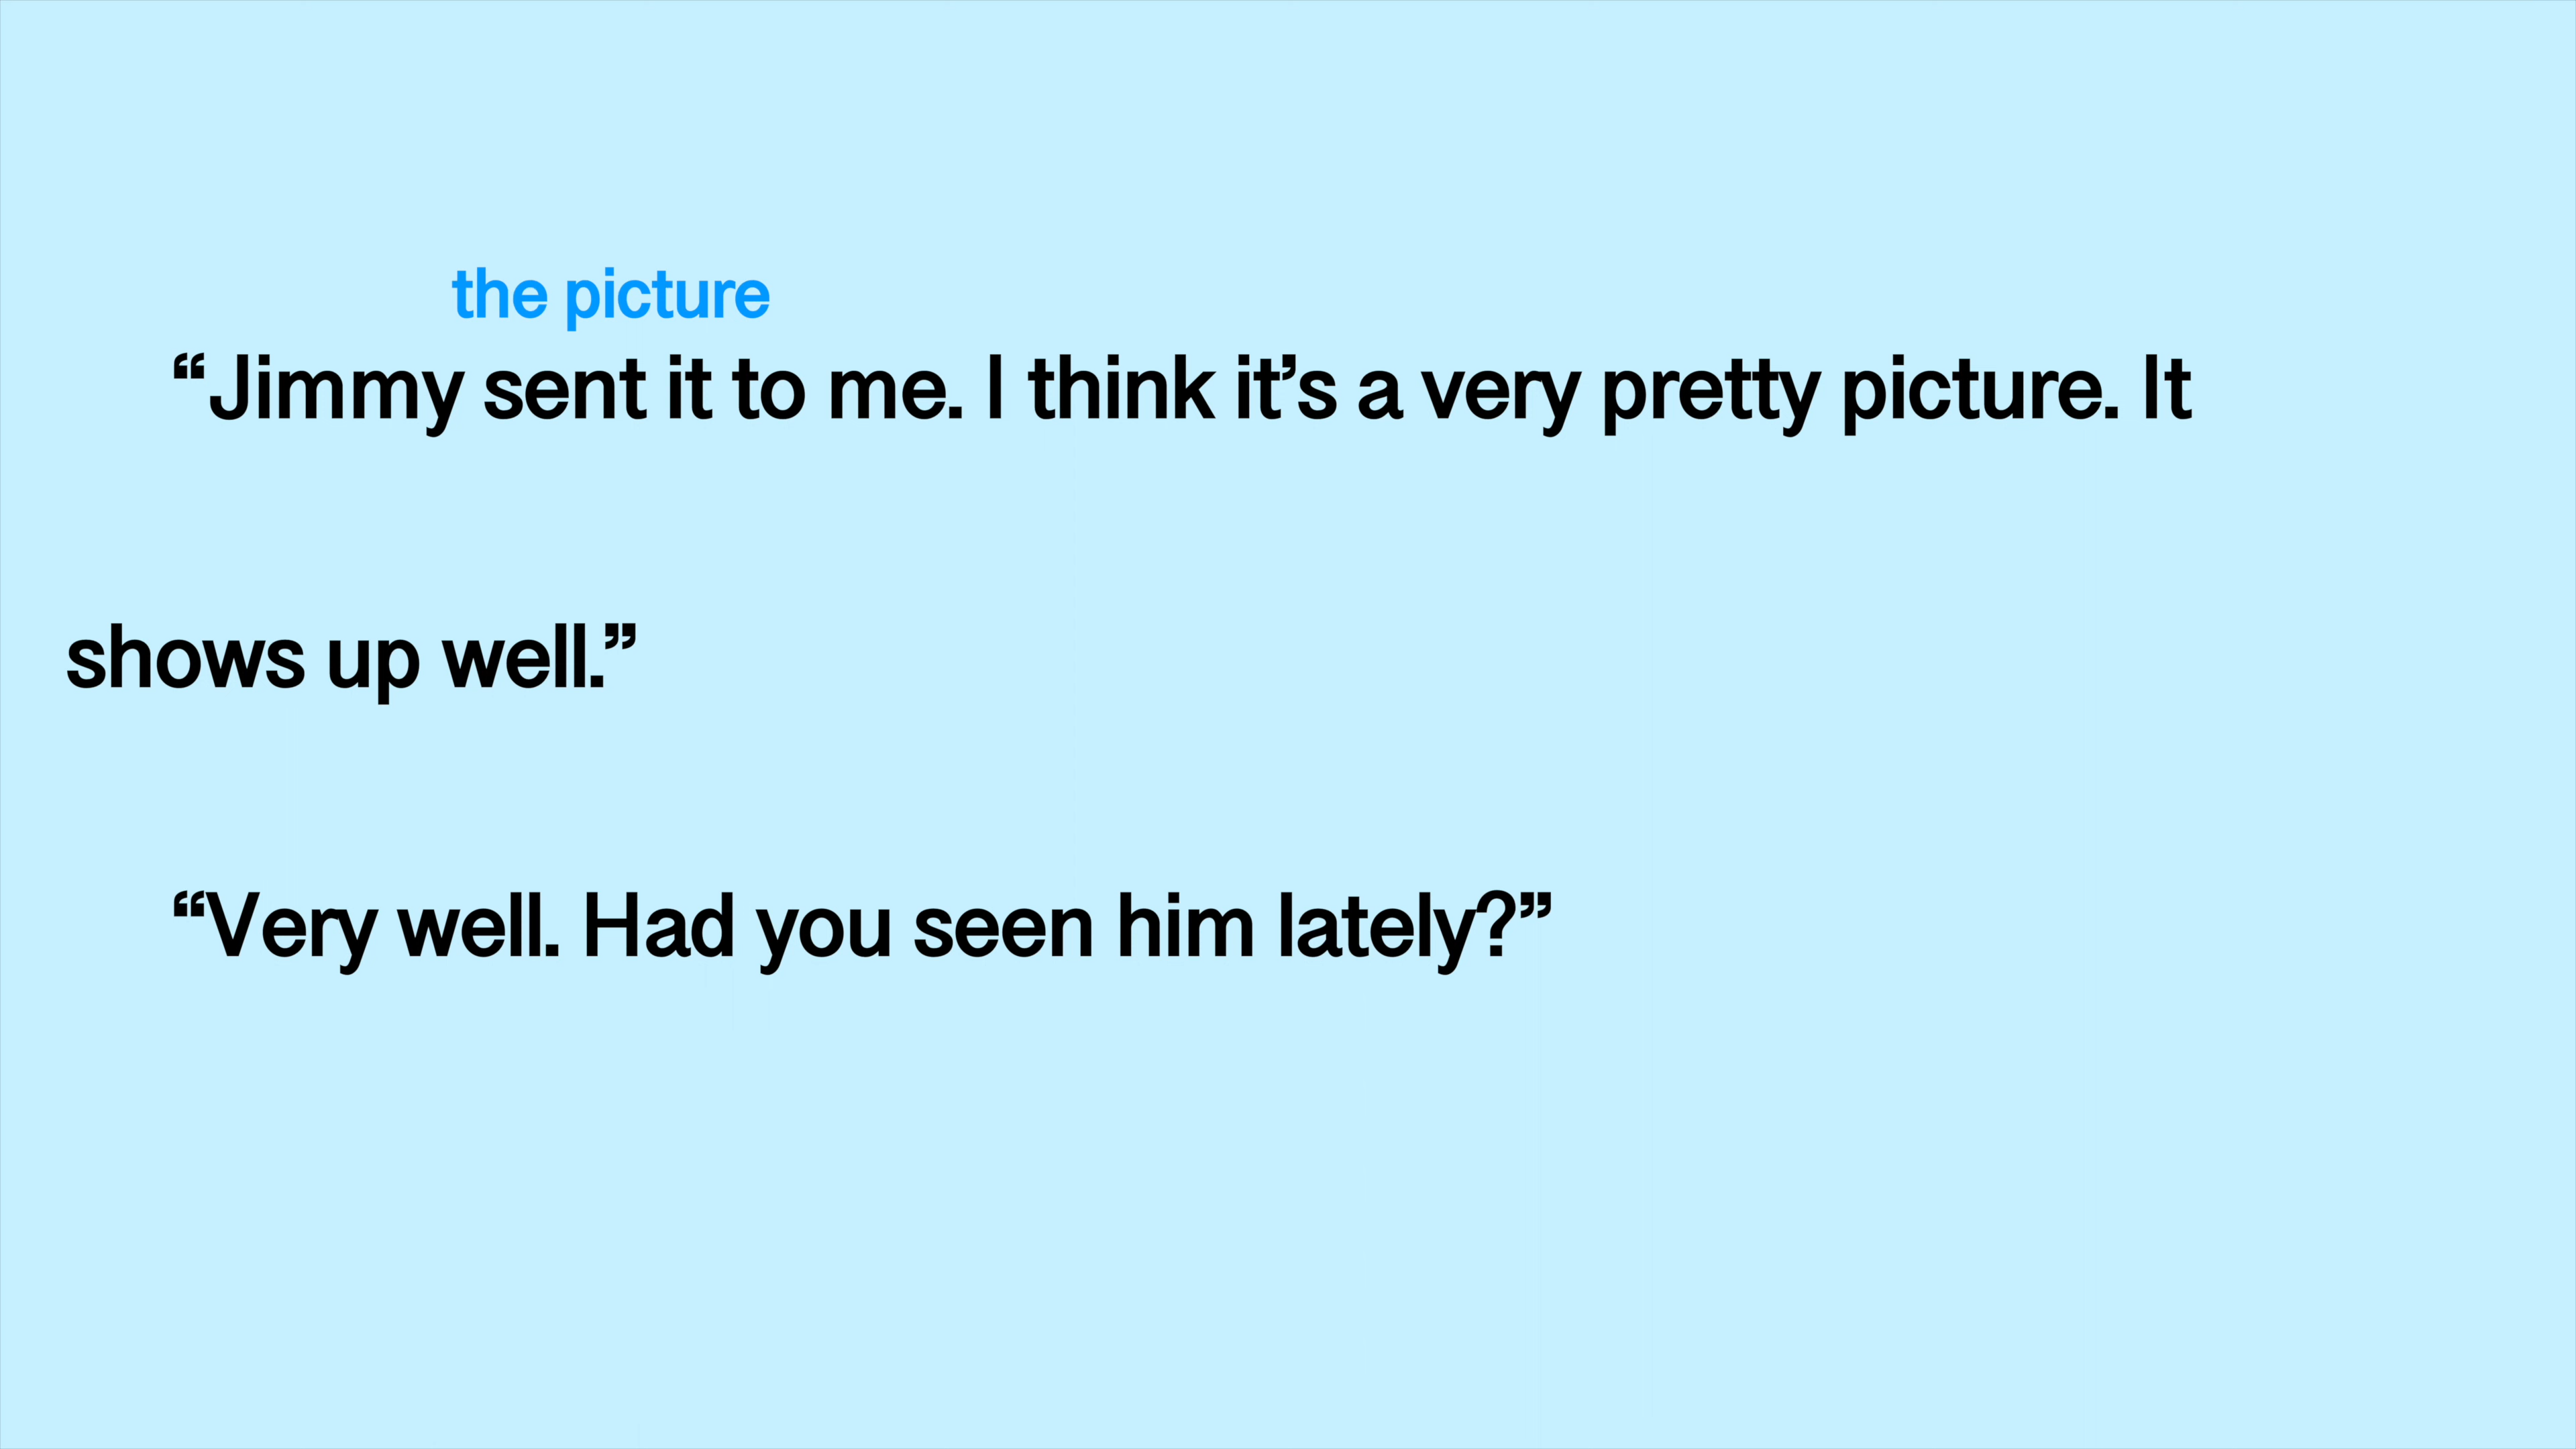 the picture
“Jimmy sent it to me. I think it’s a very pretty picture. It
shows up well.”
“Very well. Had you seen him lately?”